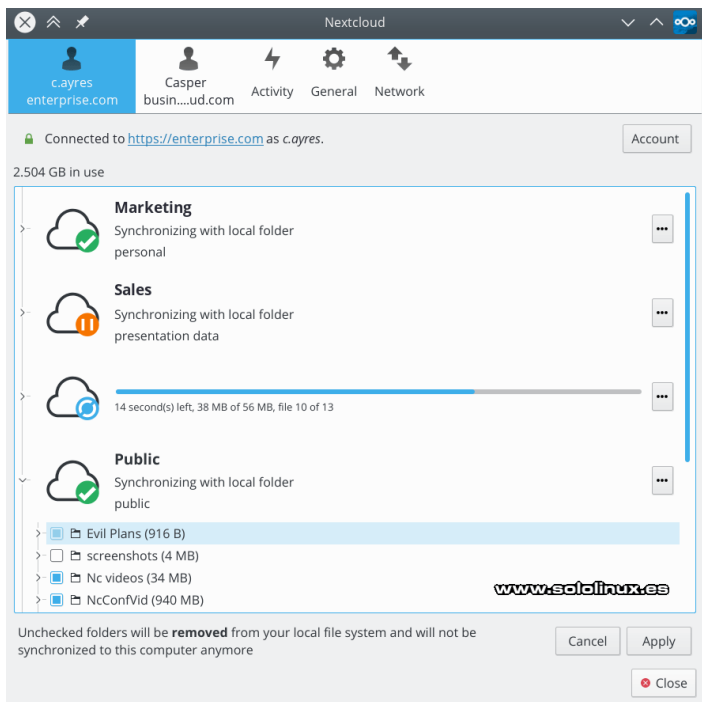 Nextcloud
c.ayres
enterprise.com
Casper
busin....ud.com
Activity
General
Network
Connected to https://enterprise.com as c.ayres.
Account
2.504 GB in use
Marketing
Synchronizing with local folder
personal
...
Sales
Synchronizing with local folder
presentation data
...
14 second(s) left, 38 MB of 56 MB, file 10 of 13
...
Public
Synchronizing with local folder
public
...
Evil Plans (916 B)
screenshots (4 MB)
Nc videos (34 MB)
NcConfVid (940 MB)
www.sololinux.es
Unchecked folders will be removed from your local file system and will not be
synchronized to this computer anymore
Cancel
Apply
Close